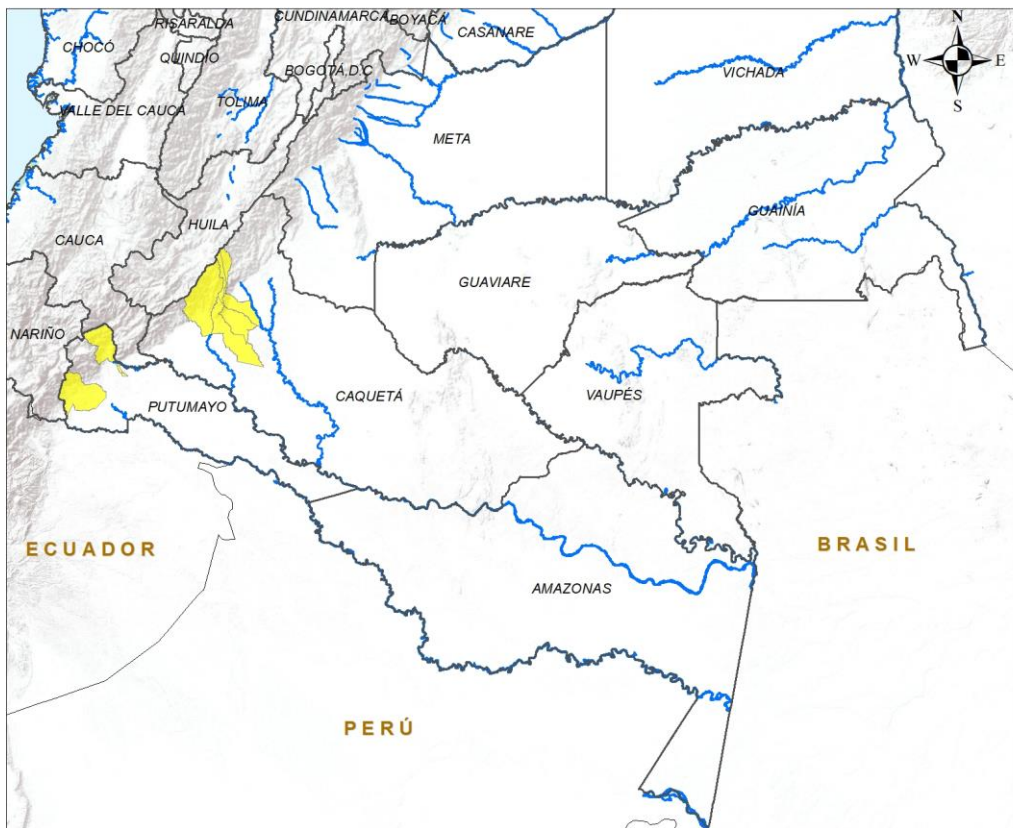 RISARALDA
CUNDINAMARCA
BOYACÁ
N
CHOCÓ
CASANARE
QUINDÍO
BOGOTÁ,D.C
W
E
VICHADA
VALLE DEL CAUCA
TOLIMA
S
META
HUILA
GUAINÍA
CAUCA
GUAVIARE
NARIÑO
CAQUETÁ
VAUPÉS
PUTUMAYO
ECUADOR
BRASIL
AMAZONAS
PERÚ